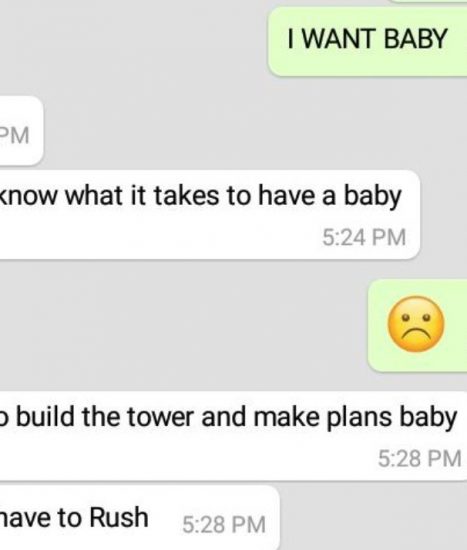 I WANT BABY
PM
know what it takes to have a baby
5:24 PM
o build the tower and make plans baby
5:28 PM
have to Rush 5:28 PM